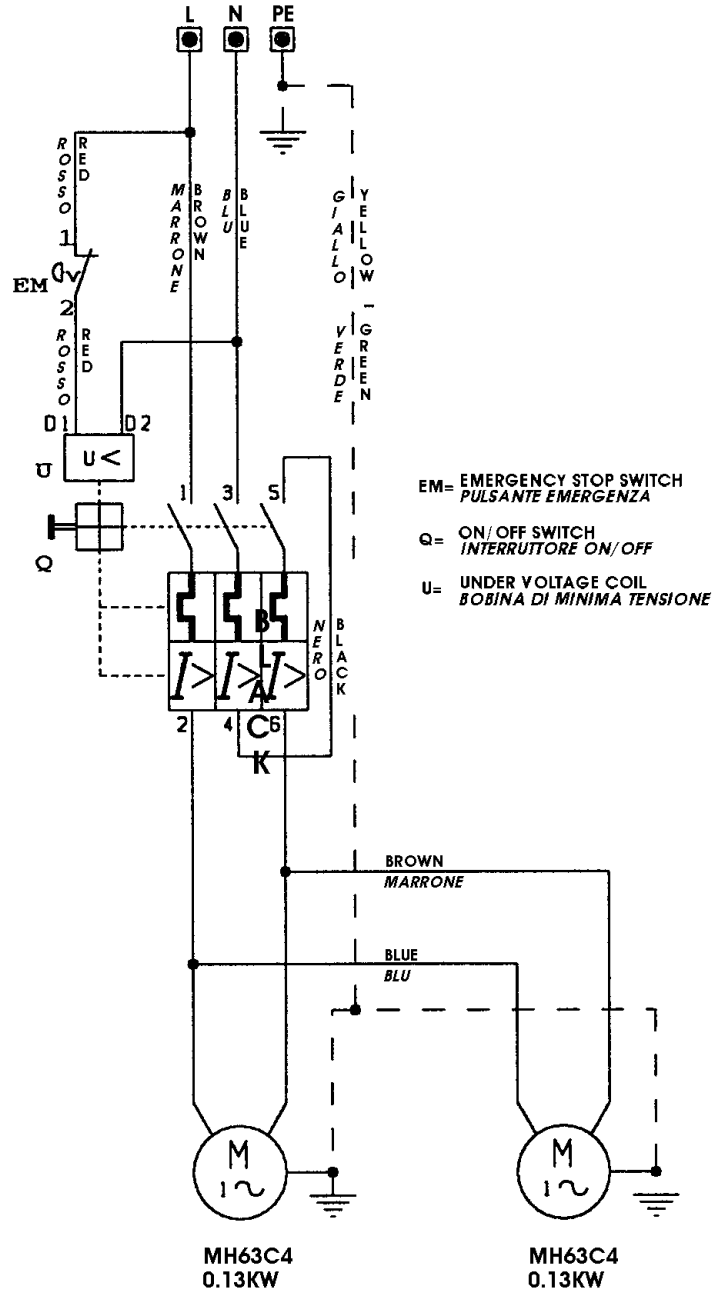 L N PE
ROSSO RED
MARRONE BROWN
BLU BLUE
GIALLO VERDE
YELLOW - GREEN
1
EM
2
ROSSO RED
D1 D2
U<
U
1 3 5
Q
EM= EMERGENCY STOP SWITCH
PULSANTE EMERGENZA
Q= ON/OFF SWITCH
INTERRUTTORE ON/OFF
U= UNDER VOLTAGE COIL
BOBINA DI MINIMA TENSIONE
BLACK
NERO BLACK
I> I> I>
2 4 6
BROWN
MARRONE
BLUE
BLU
M
1~
M
1~
MH63C4
0.13KW
MH63C4
0.13KW